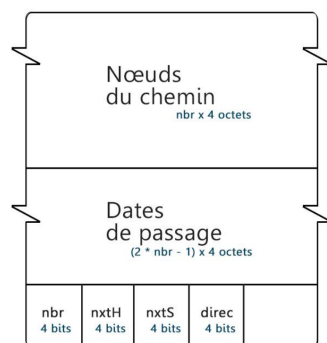 Nœuds
du chemin
nbr x 4 octets
Dates
de passage
(2 * nbr - 1) x 4 octets
nbr nxtH nxtS direc
4 bits 4 bits 4 bits 4 bits